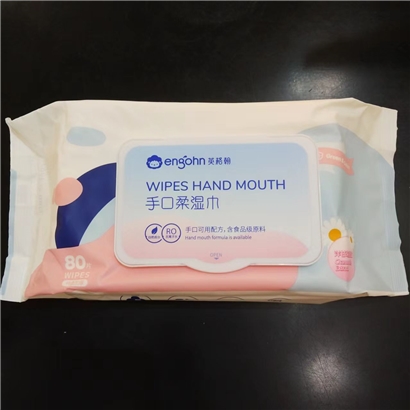 engohn 英格翰
WIPES HAND MOUTH
手口柔湿巾
RO
手口可用配方,含食品级原料
Hand mouth formula is available
80
WIPES
OPEN